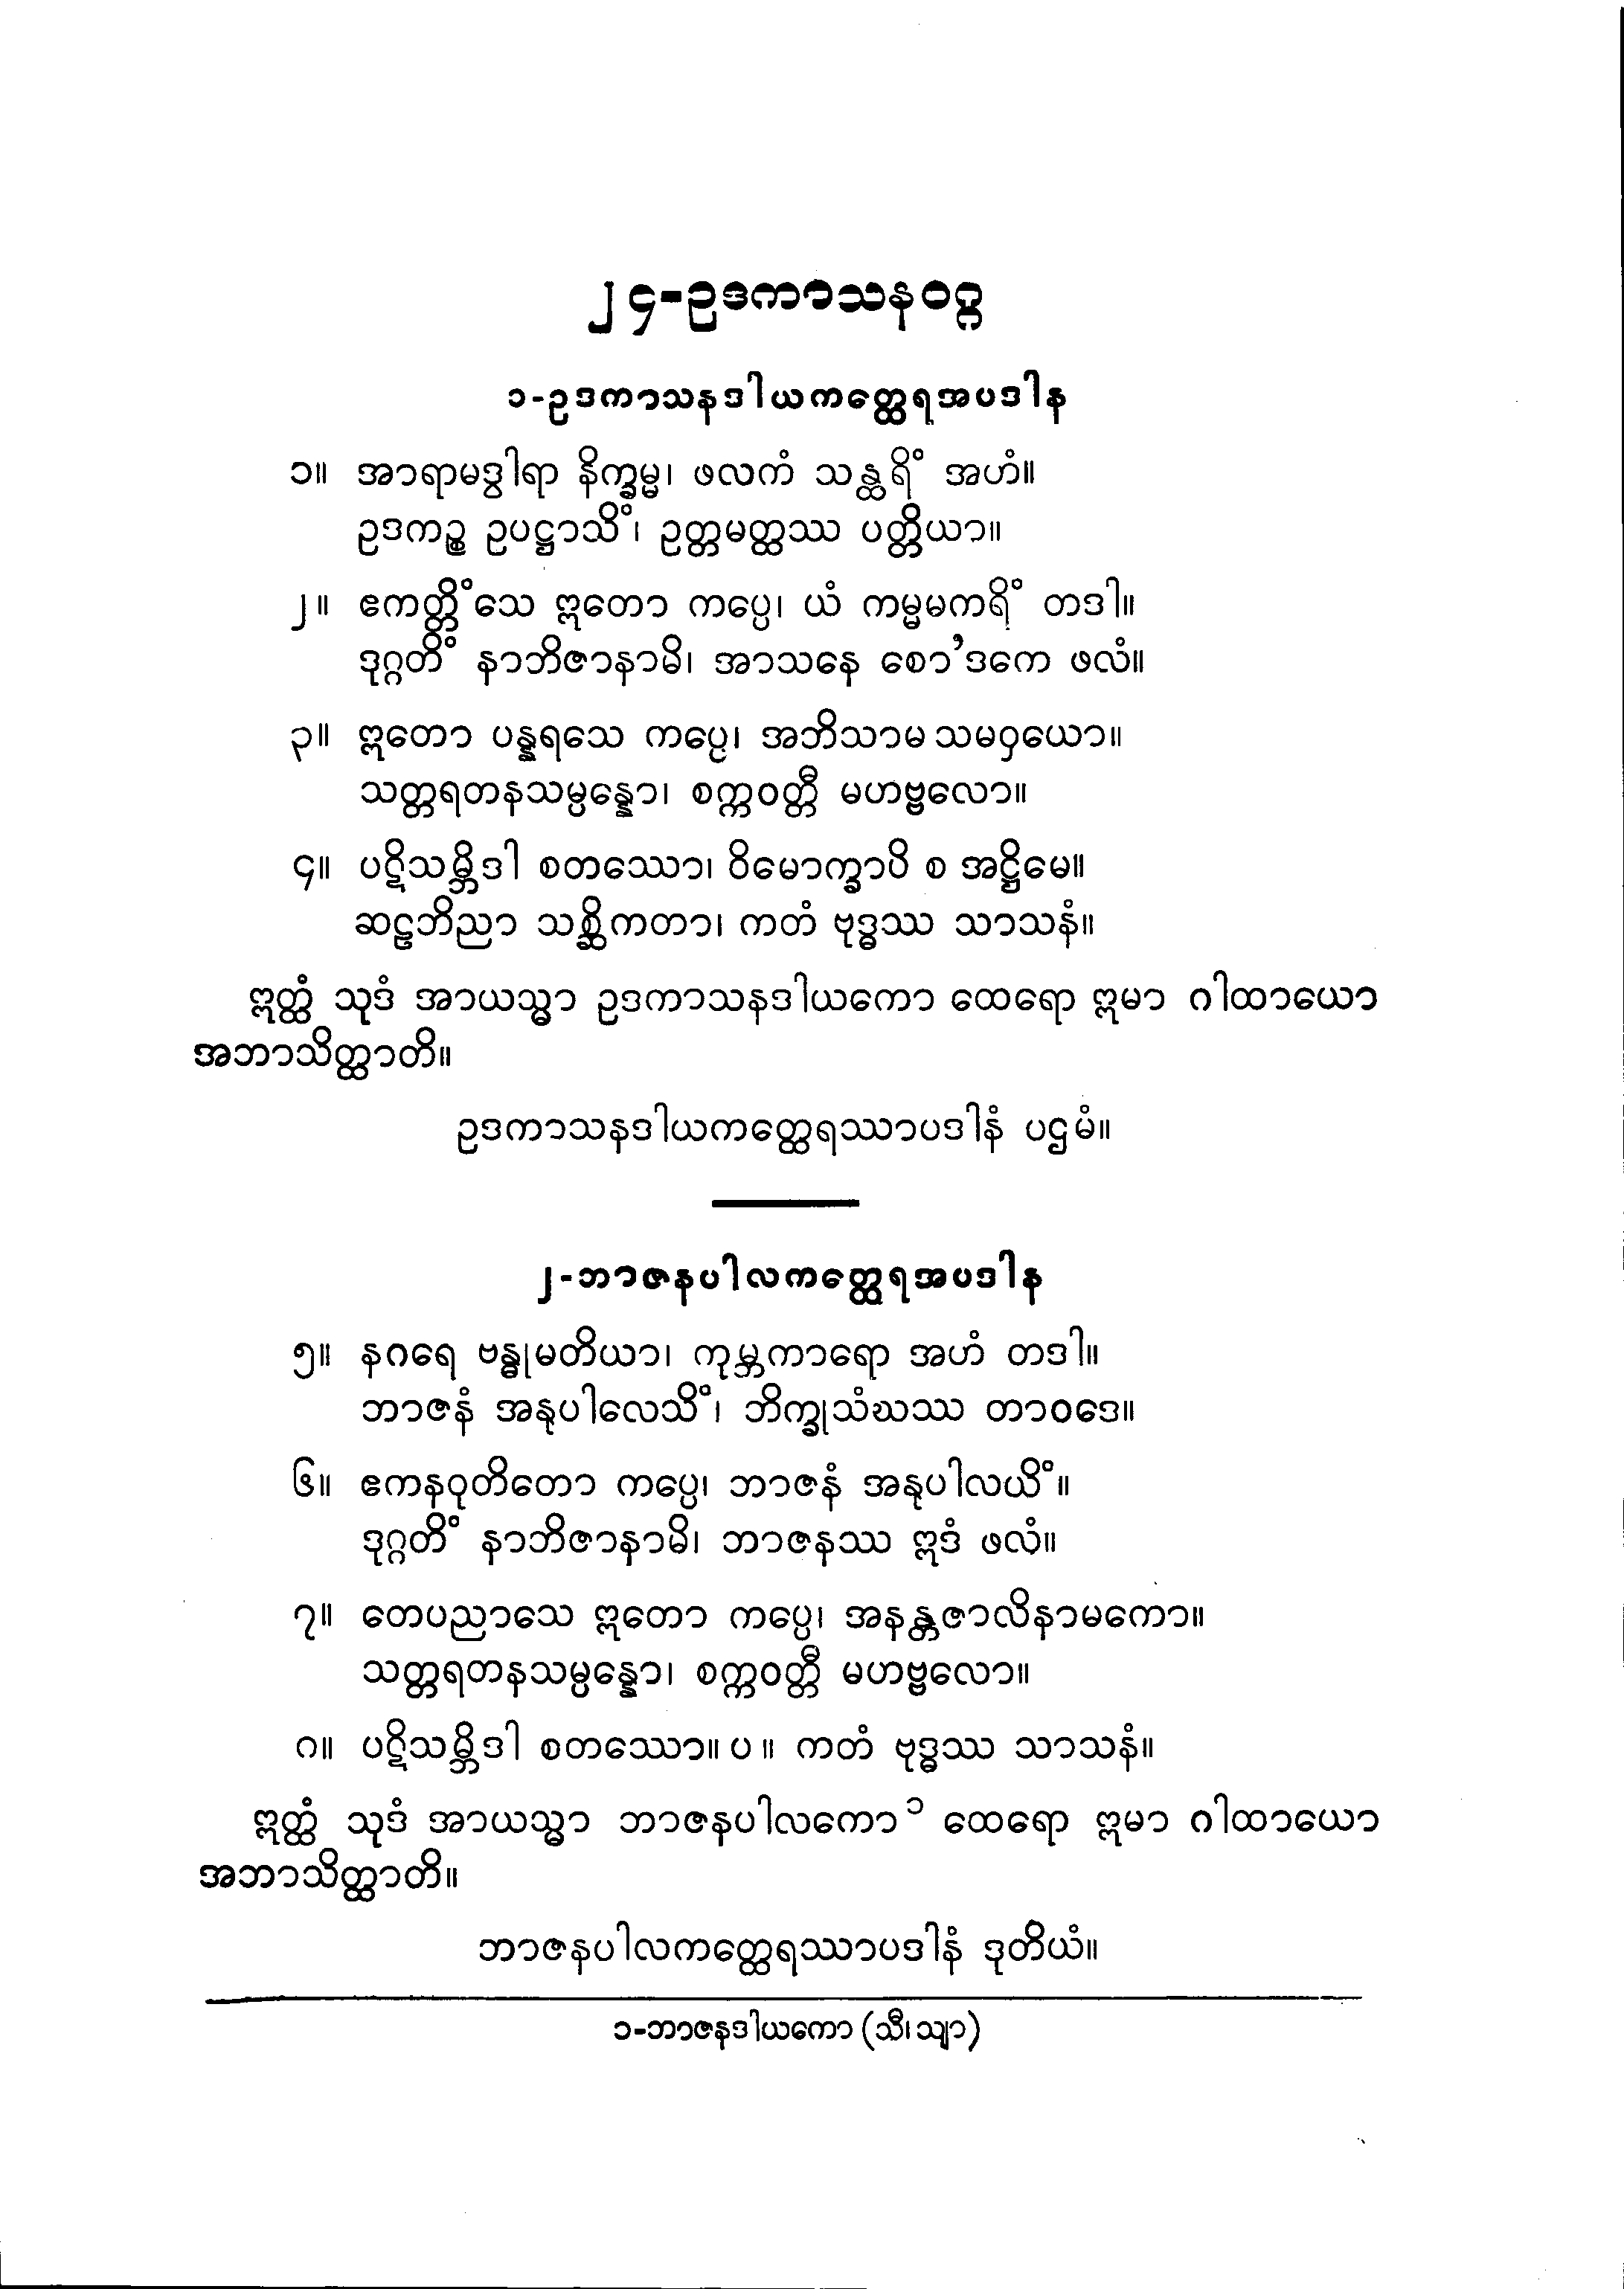 ၂၄-ဥဒကာသနဝဂ္ဂ
၁-ဥဒကာသနဒါယကတ္ထေရအပဒါန
၁။ အာရာမဒွါရာ နိက္ခမ္မ၊ ဖလကံ သန္ထရိံ အဟံ။
ဥဒကဉ္စ ဥပဋ္ဌာသိံ၊ ဥတ္တမတ္ထဿ ပတ္တိယာ။
၂။ ဧကတ္တိံသေ ဣတော ကပ္ပေ၊ ယံ ကမ္မမကရိံ တဒါ။
ဒုဂ္ဂတိံ နာဘိဇာနာမိ၊ အာသနေ စော’ဒကေ ဖလံ။
၃။ ဣတော ပန္နရသေ ကပ္ပေ၊ အဘိသာမ သမဝှယော။
သတ္တရတနသမ္ပန္နော၊ စက္ကဝတ္တီ မဟဗ္ဗလော။
၄။ ပဋိသမ္ဘိဒါ စတဿော၊ ဝိမောက္ခာပိ စ အဋ္ဌိမေ။
ဆဠဘိညာ သစ္ဆိကတာ၊ ကတံ ဗုဒ္ဓဿ သာသနံ။
ဣတ္ထံ သုဒံ အာယသ္မာ ဥဒကာသနဒါယကော ထေရော ဣမာ ဂါထာယော
အဘာသိတ္ထာတိ။
ဥဒကာသနဒါယကတ္ထေရဿာပဒါနံ ပဌမံ။
၂-ဘာဇနပါလကတ္ထေရအပဒါန
၅။ နဂရေ ဗန္ဓုမတိယာ၊ ကုမ္ဘကာရော အဟံ တဒါ။
ဘာဇနံ အနုပါလေသိံ၊ ဘိက္ခုသံဃဿ တာဝဒေ။
၆။ ဧကနဝုတိတော ကပ္ပေ၊ ဘာဇနံ အနုပါလယိံ။
ဒုဂ္ဂတိံ နာဘိဇာနာမိ၊ ဘာဇနဿ ဣဒံ ဖလံ။
၇။ တေပညာသေ ဣတော ကပ္ပေ၊ အနန္တဇာလိနာမကော။
သတ္တရတနသမ္ပန္နော၊ စက္ကဝတ္တီ မဟဗ္ဗလော။
၈။ ပဋိသမ္ဘိဒါ စတဿော။ ပ ။ ကတံ ဗုဒ္ဓဿ သာသနံ။
ဣတ္ထံ သုဒံ အာယသ္မာ ဘာဇနပါလကော ၁ ထေရော ဣမာ ဂါထာယော
အဘာသိတ္ထာတိ။
ဘာဇနပါလကတ္ထေရဿာပဒါနံ ဒုတိယံ။
၁-ဘာဇနဒါယကော (သီ၊ သျာ)